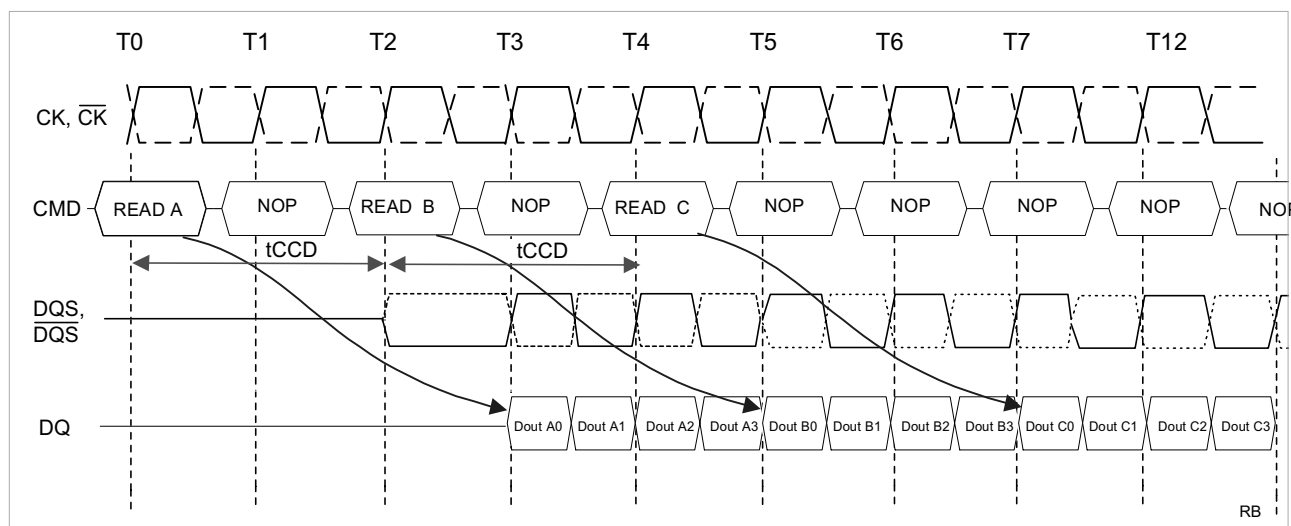 T0 T1 T2 T3 T4 T5 T6 T7 T12
CK, CK
CMD READ A NOP READ B NOP READ C NOP NOP NOP NOP NOP
tCCD tCCD
DQS,
DQS
DQ Dout A0 Dout A1 Dout A2 Dout A3 Dout B0 Dout B1 Dout B2 Dout B3 Dout C0 Dout C1 Dout C2 Dout C3
RB